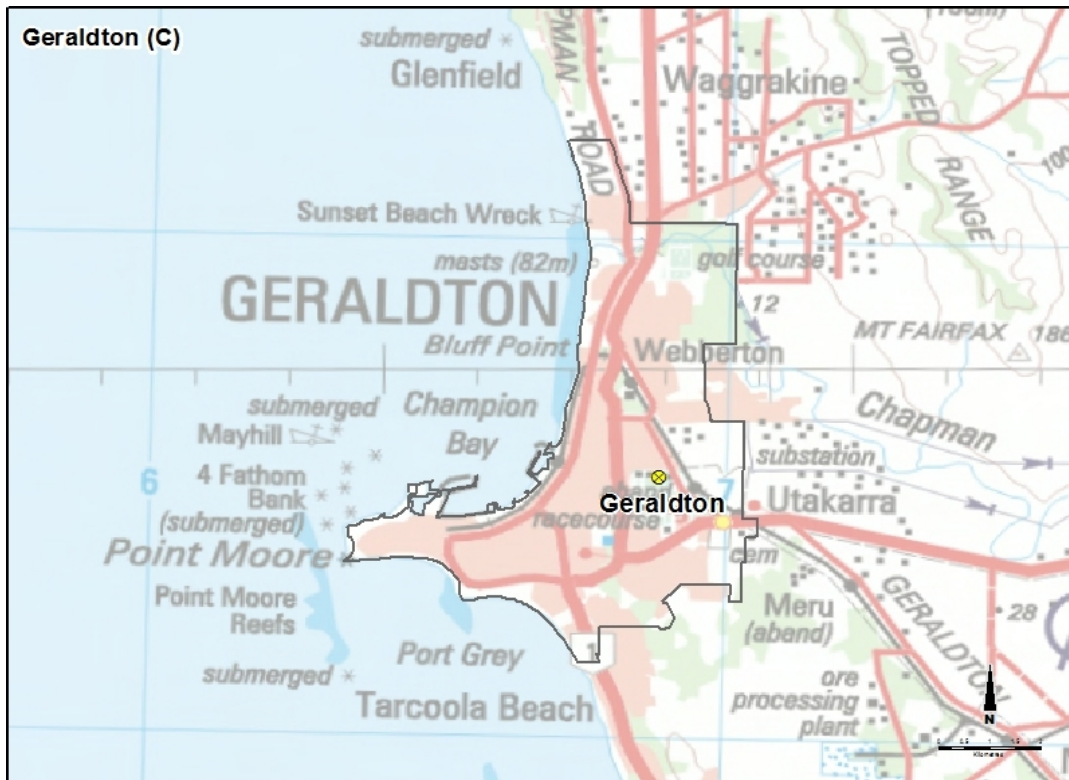 Geraldton (C)
submerged
Glenfield
Waggrakine
TOPPED
RANGE
ROAD
Sunset Beach Wreck
masts (82m)
golf course
GERALDTON
12
Bluff Point
Webberton
MT FAIRFAX 186
submerged
Champion
Bay
Chapman
Mayhill
4 Fathom
Bank
(submerged)
substation
6
7
Geraldton
Utakarra
racecourse
Point Moore
cem
Point Moore
Reefs
Meru
(abend)
GERALDTON
28
Port Grey
1
submerged
Tarcoola Beach
ore
processing
plant
N